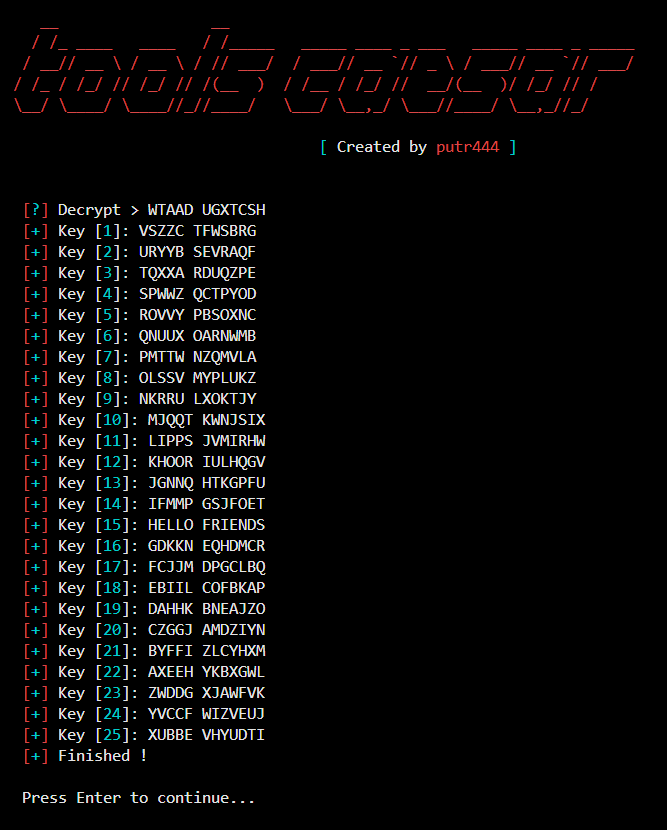 tools caesar
[ Created by putr444 ]
[?] Decrypt > WTAAD UGXTCSH
[+] Key [1]: VSZZC TFWSBRG
[+] Key [2]: URYYB SEVRAQF
[+] Key [3]: TQXXA RDUQZPE
[+] Key [4]: SPWWZ QCTPYOD
[+] Key [5]: ROVVY PBSOXNC
[+] Key [6]: QNUUX OARNWMB
[+] Key [7]: PMTTW NZQMVLA
[+] Key [8]: OLSSV MYPLUKZ
[+] Key [9]: NKRRU LXOKTJY
[+] Key [10]: MJQQT KWNJSIX
[+] Key [11]: LIPPS JVMIRHW
[+] Key [12]: KHOOR IULHQGV
[+] Key [13]: JGNNQ HTKGPFU
[+] Key [14]: IFMMP GSJFOET
[+] Key [15]: HELLO FRIENDS
[+] Key [16]: GDKKN EQHDMCR
[+] Key [17]: FCJJM DPGCLBQ
[+] Key [18]: EBIIL COFBKAP
[+] Key [19]: DAHHK BNEAJZO
[+] Key [20]: CZGGJ AMDZIYN
[+] Key [21]: BYFFI ZLCYHXM
[+] Key [22]: AXEEH YKBXGWL
[+] Key [23]: ZWDDG XJAWFVK
[+] Key [24]: YVCCF WIZVEUJ
[+] Key [25]: XUBBE VHYUDTI
[+] Finished !
Press Enter to continue...